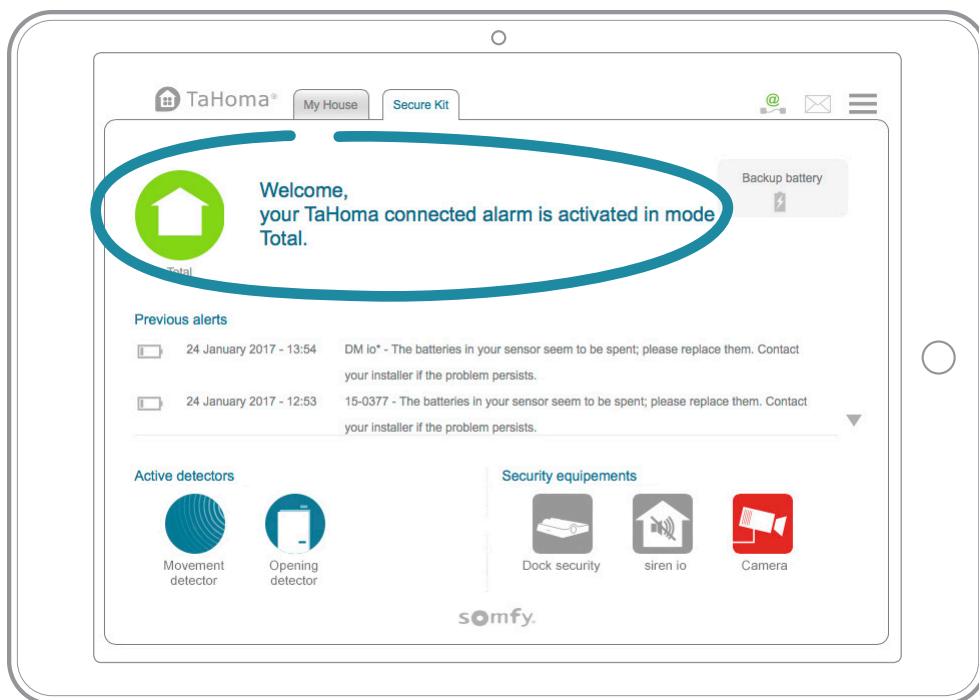 TaHoma®
My House
Secure Kit
@
Backup battery
Welcome,
your TaHoma connected alarm is activated in mode
Total.
Total
Previous alerts
24 January 2017 - 13:54 DM io* - The batteries in your sensor seem to be spent; please replace them. Contact
your installer if the problem persists.
24 January 2017 - 12:53 15-0377 - The batteries in your sensor seem to be spent; please replace them. Contact
your installer if the problem persists.
Active detectors
Security equipements
Movement
detector
Opening
detector
Dock security
siren io
Camera
somfy.